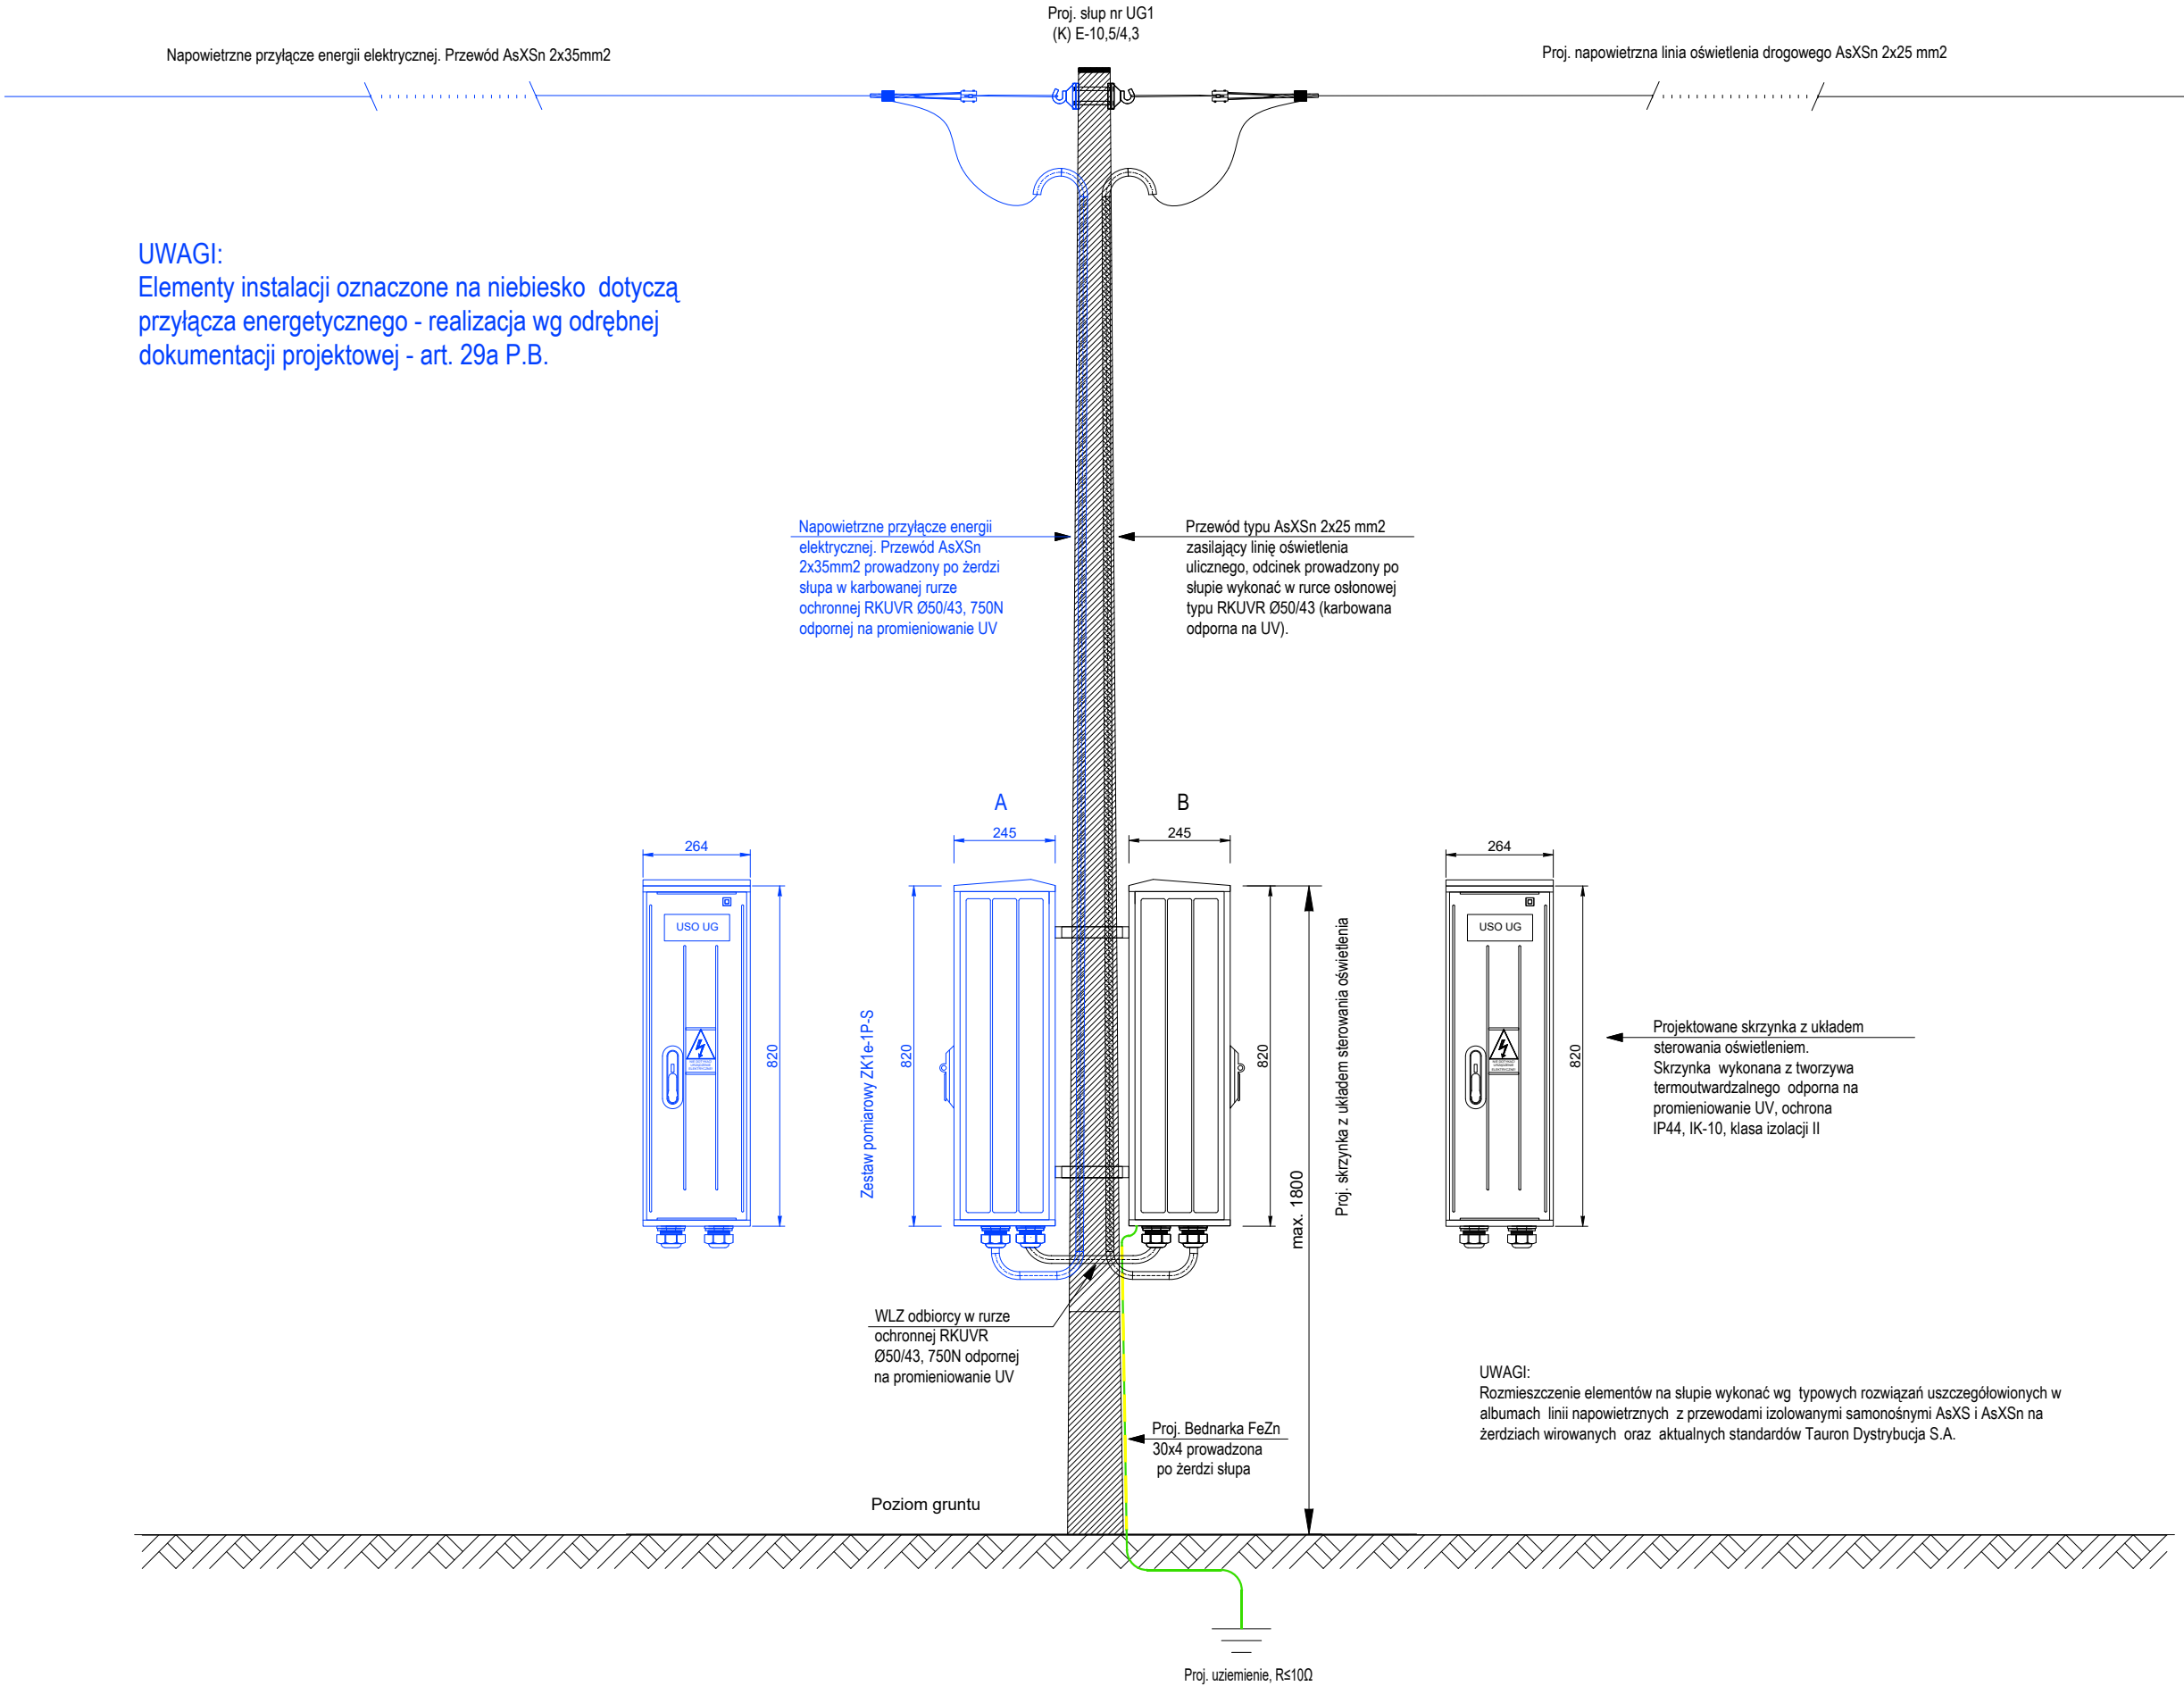 Proj. słup nr UG1
(K) E-10,5/4,3
Napowietrzne przyłącze energii elektrycznej. Przewód AsXSn 2x35mm2
Proj. napowietrzna linia oświetlenia drogowego AsXSn 2x25 mm2
UWAGI:
Elementy instalacji oznaczone na niebiesko dotyczą
przyłącza energetycznego - realizacja wg odrębnej
dokumentacji projektowej - art. 29a P.B.
Napowietrzne przyłącze energii
elektrycznej. Przewód AsXSn
2x35mm2 prowadzony po żerdzi
słupa w karbowanej rurze
ochronnej RKUVR Ø50/43, 750N
odpornej na promieniowanie UV
Przewód typu AsXSn 2x25 mm2
zasilający linię oświetlenia
ulicznego, odcinek prowadzony po
słupie wykonać w rurce osłonowej
typu RKUVR Ø50/43 (karbowana
odporna na UV).
A
B
264
245
245
264
USO UG
820
Zestaw pomiarowy ZK1e-1P-S
820
820
max. 1800
Proj. skrzynka z układem sterowania oświetlenia
USO UG
820
Projektowane skrzynka z układem
sterowania oświetleniem.
Skrzynka wykonana z tworzywa
termoutwardzalnego odporna na
promieniowanie UV, ochrona
IP44, IK-10, klasa izolacji II
WLZ odbiorcy w rurze
ochronnej RKUVR
Ø50/43, 750N odpornej
na promieniowanie UV
UWAGI:
Rozmieszczenie elementów na słupie wykonać wg typowych rozwiązań uszczegółowionych w
albumach linii napowietrznych z przewodami izolowanymi samonośnymi AsXS i AsXSn na
żerdziach wirowanych oraz aktualnych standardów Tauron Dystrybucja S.A.
Proj. Bednarka FeZn
30x4 prowadzona
po żerdzi słupa
Poziom gruntu
Proj. uziemienie, R≤10Ω